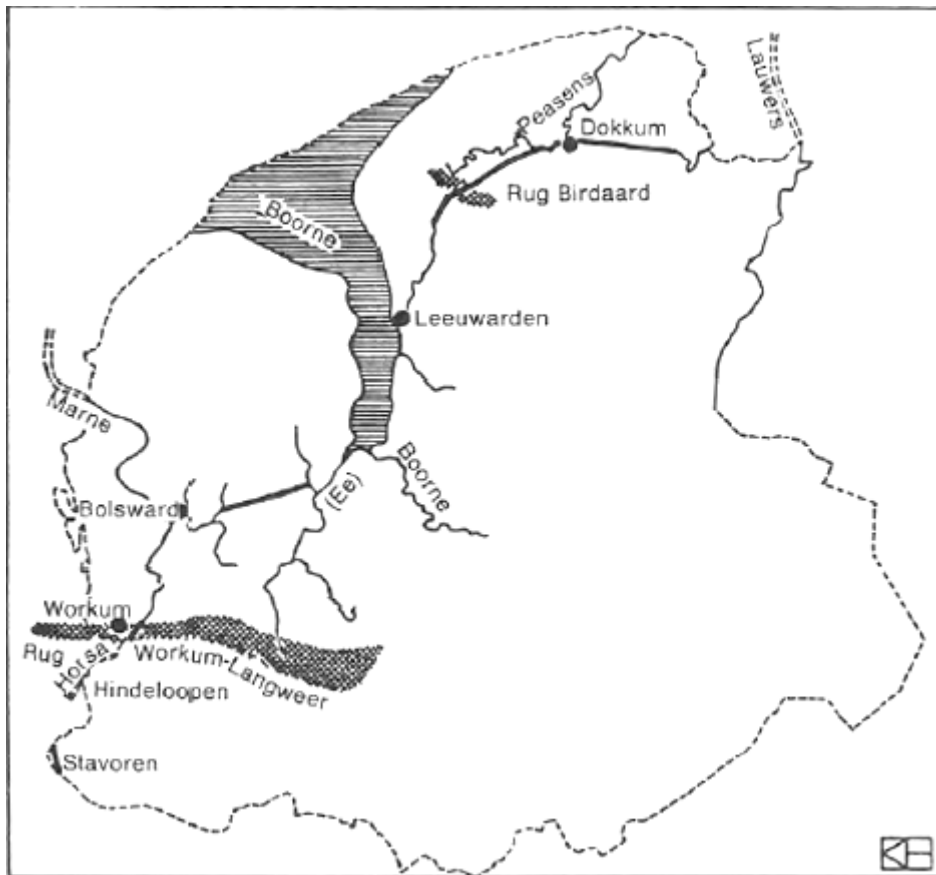 Lauwers
Peasens
Dokkum
Rug Birdaard
Boorne
Leeuwarden
Marne
Boorne
(Ee)
Bolsward
Workum
Rug Workum-Langweer
Horsa
Hindeloopen
Stavoren